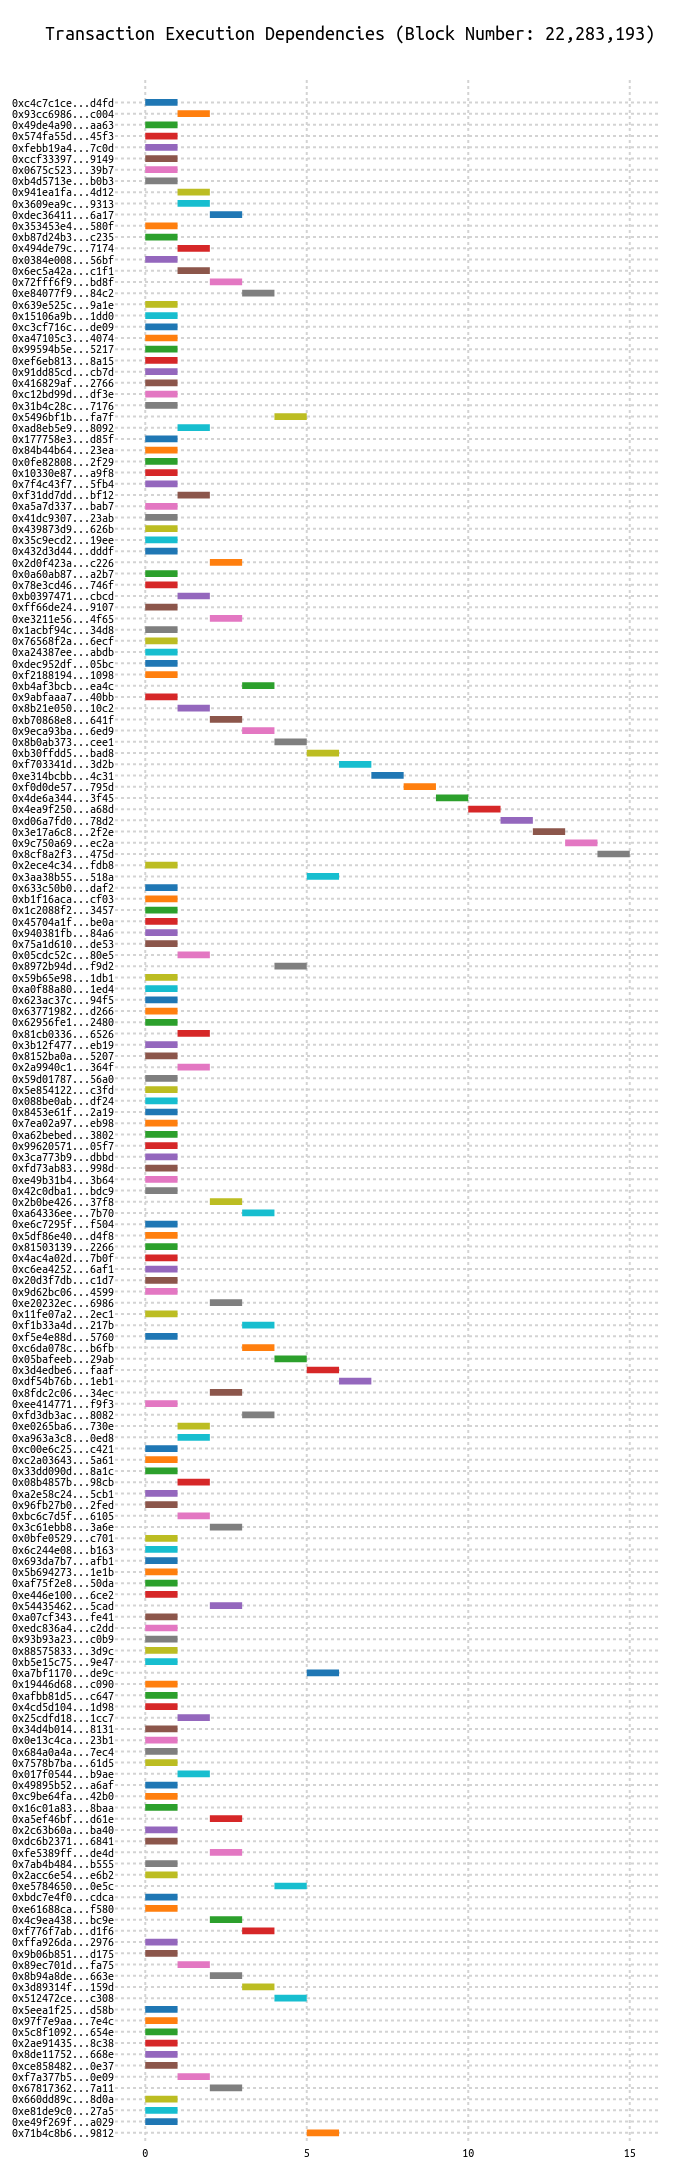 Transaction Execution Dependencies (Block Number: 22,283,193)
0xc4c7c1ce...d4fd
0x93cc6986...c004
0x49de4a90...aa63
0x574fa55d...45f3
0xfebb19a4...7c0d
0xccf33397...9149
0x0675c523...39b7
0xb4d5713e...b0b3
0x941ea1fa...4d12
0x3609ea9c...9313
0xdec36411...6a17
0x353453e4...580f
0xb87d24b3...c235
0x494de79c...7174
0x0384e008...56bf
0x6ec5a42a...c1f1
0x72fff6f9...bd8f
0xe84077f9...84c2
0x639e525c...9a1e
0x15106a9b...1dd0
0xc3cf716c...de09
0xa47105c3...4074
0x99594b5e...5217
0xef6eb813...8a15
0x91dd85cd...cb7d
0x416829af...2766
0xc12bd99d...df3e
0x31b4c28c...7176
0x5496bf1b...fa7f
0xad8eb5e9...8092
0x177758e3...d85f
0x84b44b64...23ea
0x0fe82808...2f29
0x10330e87...a9f8
0x7f4c43f7...5fb4
0xf31dd7dd...bf12
0xa5a7d337...bab7
0x41dc9307...23ab
0x439873d9...626b
0x35c9ecd2...19ee
0x432d3d44...dddf
0x2d0f423a...c226
0x0a60ab87...a2b7
0x78e3cd46...746f
0xb0397471...cbcd
0xff66de24...9107
0xe3211e56...4f65
0x1acbf94c...34d8
0x76568f2a...6ecf
0xa24387ee...abdb
0xdec952df...05bc
0xf2188194...1098
0xb4af3bcb...ea4c
0x9abfaaa7...40bb
0x8b21e050...10c2
0xb70868e8...641f
0x9eca93ba...6ed9
0x8b0ab373...cee1
0xb30ffdd5...bad8
0xf703341d...3d2b
0xe314bcbb...4c31
0xf0d0de57...795d
0x4de6a344...3f45
0x4ea9f250...a68d
0xd06a7fd0...78d2
0x3e17a6c8...2f2e
0x9c750a69...ec2a
0x8cf8a2f3...475d
0x2ece4c34...fdb8
0x3aa38b55...518a
0x633c50b0...daf2
0xb1f16aca...cf03
0x1c2088f2...3457
0x45704a1f...be0a
0x940381fb...84a6
0x75a1d610...de53
0x05cdc52c...80e5
0x8972b94d...f9d2
0x59b65e98...1db1
0xa0f88a80...1ed4
0x623ac37c...94f5
0x63771982...d266
0x62956fe1...2480
0x81cb0336...6526
0x3b12f477...eb19
0x8152ba0a...5207
0x2a9940c1...364f
0x59d01787...56a0
0x5e854122...c3fd
0x088be0ab...df24
0x8453e61f...2a19
0x7ea02a97...eb98
0xa62bebed...3802
0x99620571...05f7
0x3ca773b9...dbbd
0xfd73ab83...998d
0xe49b31b4...3b64
0x42c0dba1...bdc9
0x2b0be426...37f8
0xa64336ee...7b70
0xe6c7295f...f504
0x5df86e40...d4f8
0x81503139...2266
0x4ac4a02d...7b0f
0xc6ea4252...6af1
0x20d3f7db...c1d7
0x9d62bc06...4599
0xe20232ec...6986
0x11fe07a2...2ec1
0xf1b33a4d...217b
0xf5e4e88d...5760
0xc6da078c...b6fb
0x05bafeeb...29ab
0x3d4edbe6...faaf
0xdf54b76b...1eb1
0x8fdc2c06...34ec
0xee414771...f9f3
0xfd3db3ac...8082
0xe0265ba6...730e
0xa963a3c8...0ed8
0xc00e6c25...c421
0xc2a03643...5a61
0x33dd090d...8a1c
0x08b4857b...98cb
0xa2e58c24...5cb1
0x96fb27b0...2fed
0xbc6c7d5f...6105
0x3c61ebb8...3a6e
0x0bfe0529...c701
0x6c244e08...b163
0x693da7b7...afb1
0x5b694273...1e1b
0xaf75f2e8...50da
0xe446e100...6ce2
0x54435462...5cad
0xa07cf343...fe41
0xedc836a4...c2dd
0x93b93a23...c0b9
0x88575833...3d9c
0xb5e15c75...9e47
0xa7bf1170...de9c
0x19446d68...c090
0xafbb81d5...c647
0x4cd5d104...1d98
0x25cdfd18...1cc7
0x34d4b014...8131
0x0e13c4ca...23b1
0x684a0a4a...7ec4
0x7578b7ba...61d5
0x017f0544...b9ae
0x49895b52...a6af
0xc9be64fa...42b0
0x16c01a83...8baa
0xa5ef46bf...d61e
0x2c63b60a...ba40
0xdc6b2371...6841
0xfe5389ff...de4d
0x7ab4b484...b555
0x2acc6e54...e6b2
0xe5784650...0e5c
0xbdc7e4f0...cdca
0xe61688ca...f580
0x4c9ea438...bc9e
0xf776f7ab...d1f6
0xffa926da...2976
0x9b06b851...d175
0x89ec701d...fa75
0x8b94a8de...663e
0x3d89314f...159d
0x512472ce...c308
0x5eea1f25...d58b
0x97f7e9aa...7e4c
0x5c8f1092...654e
0x2ae91435...8c38
0x8de11752...668e
0xce858482...0e37
0xf7a377b5...0e09
0x67817362...7a11
0x660dd89c...8d0a
0xe81de9c0...27a5
0xe49f269f...a029
0x71b4c8b6...9812
0 5 10 15